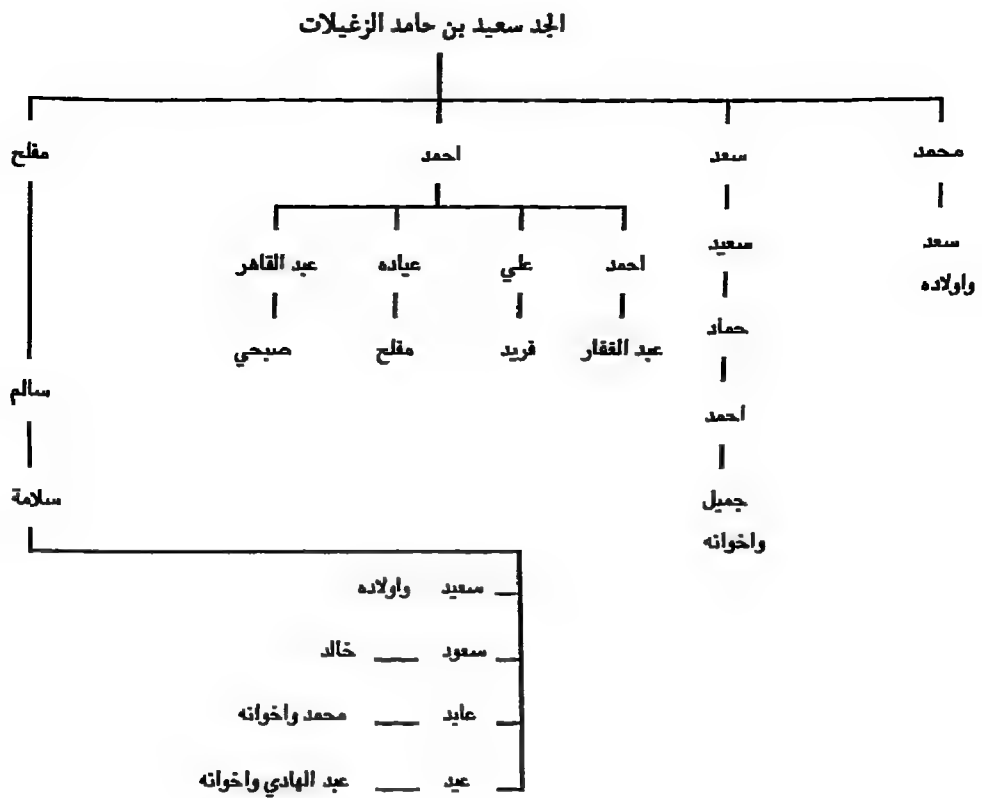 الجد سعيد بن حامد الزغيلات
محمد سعد احمد مفلح
سعد
واولاده
سعيد
احمد علي عياده عبد القاهر
حماد
عبد الغفار فريد مفلح صبحي
سالم
احمد
سلامة
جميل
واخوانه
سعيد واولاده
سعود خالد
عايد محمد واخوانه
عيد عبد الهادي واخوانه